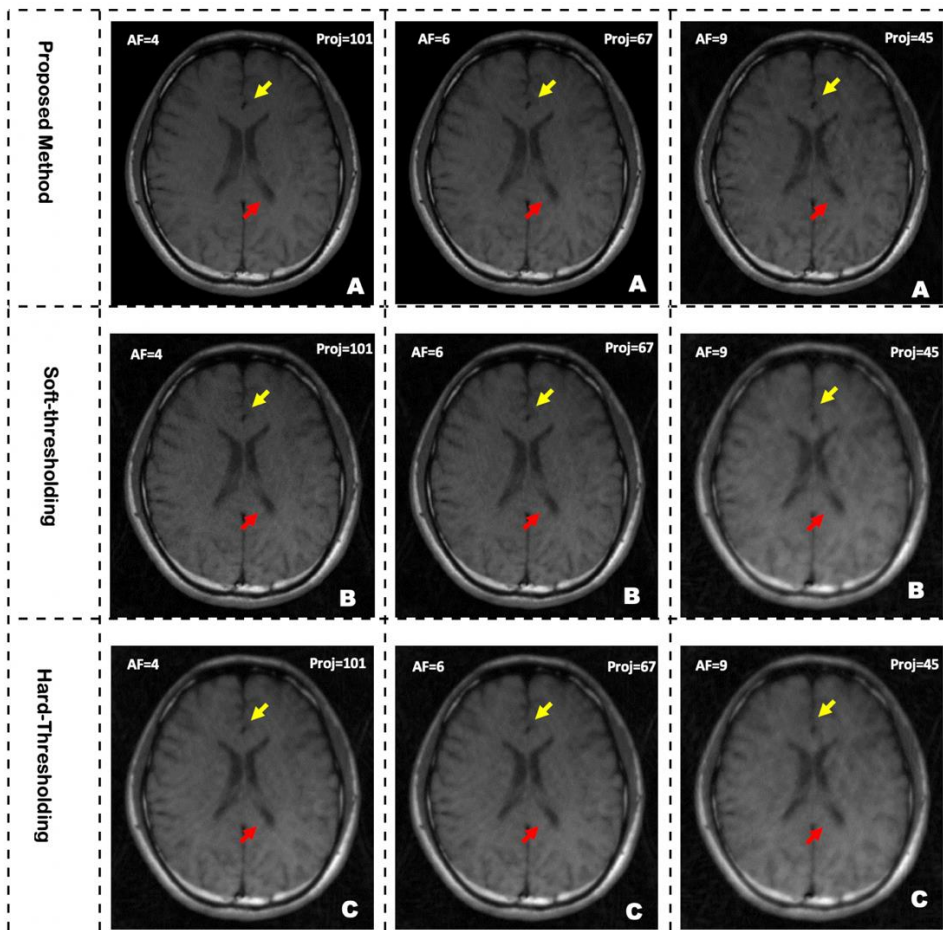 Proposed Method
AF=4 Proj=101
A
AF=6 Proj=67
A
AF=9 Proj=45
A
Soft-thresholding
AF=4 Proj=101
B
AF=6 Proj=67
B
AF=9 Proj=45
B
Hard-Thresholding
AF=4 Proj=101
C
AF=6 Proj=67
C
AF=9 Proj=45
C